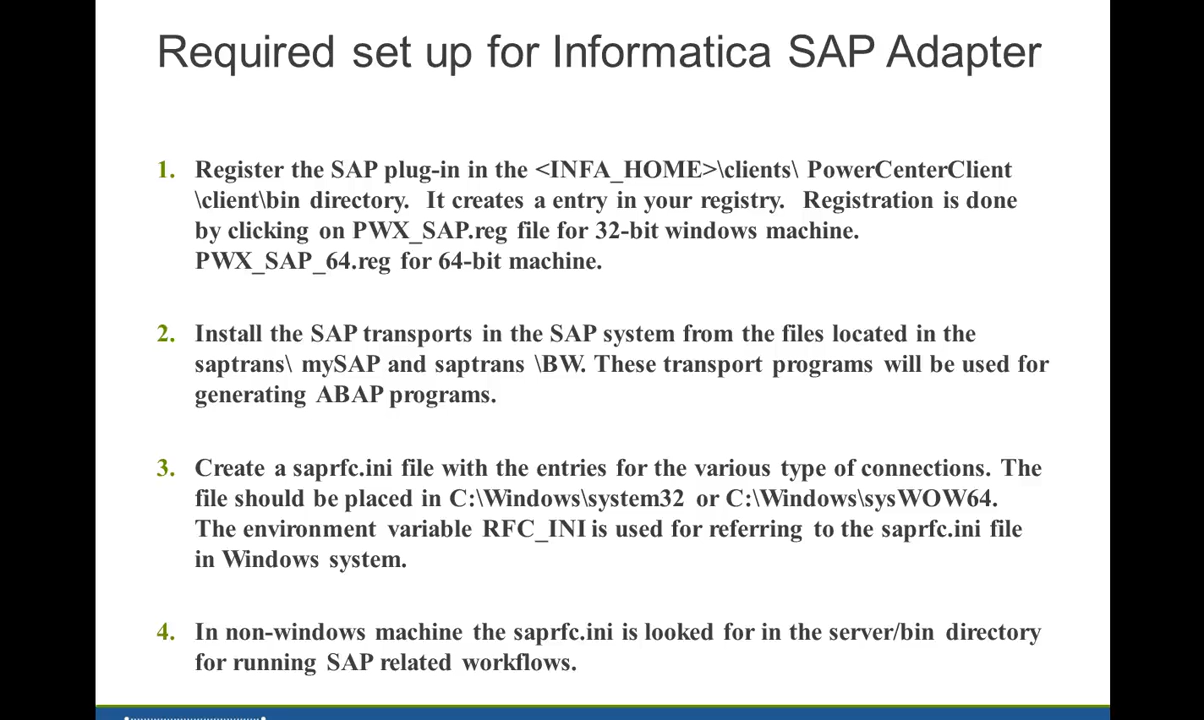 Required set up for Informatica SAP Adapter
1. Register the SAP plug-in in the <INFA_HOME>\clients\ PowerCenterClient
\client\bin directory. It creates a entry in your registry. Registration is done
by clicking on PWX_SAP.reg file for 32-bit windows machine.
PWX_SAP_64.reg for 64-bit machine.
2. Install the SAP transports in the SAP system from the files located in the
saptrans\ mySAP and saptrans \BW. These transport programs will be used for
generating ABAP programs.
3. Create a saprfc.ini file with the entries for the various type of connections. The
file should be placed in C:\Windows\system32 or C:\Windows\sysWOW64.
The environment variable RFC_INI is used for referring to the saprfc.ini file
in Windows system.
4. In non-windows machine the saprfc.ini is looked for in the server/bin directory
for running SAP related workflows.